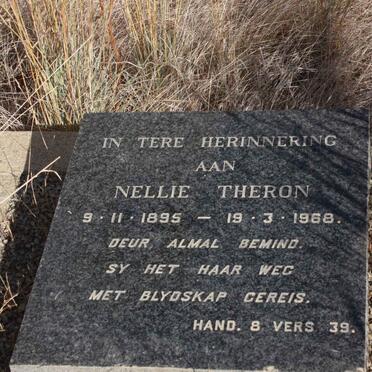 IN TERE HERINNERING
AAN
NELLIE THERON
9·11·1895 — 19·3·1968.
DEUR ALMAL BEMIND.
SY HET HAAR WEG
MET BLYDSKAP GEREIS.
HAND. 8 VERS 39.